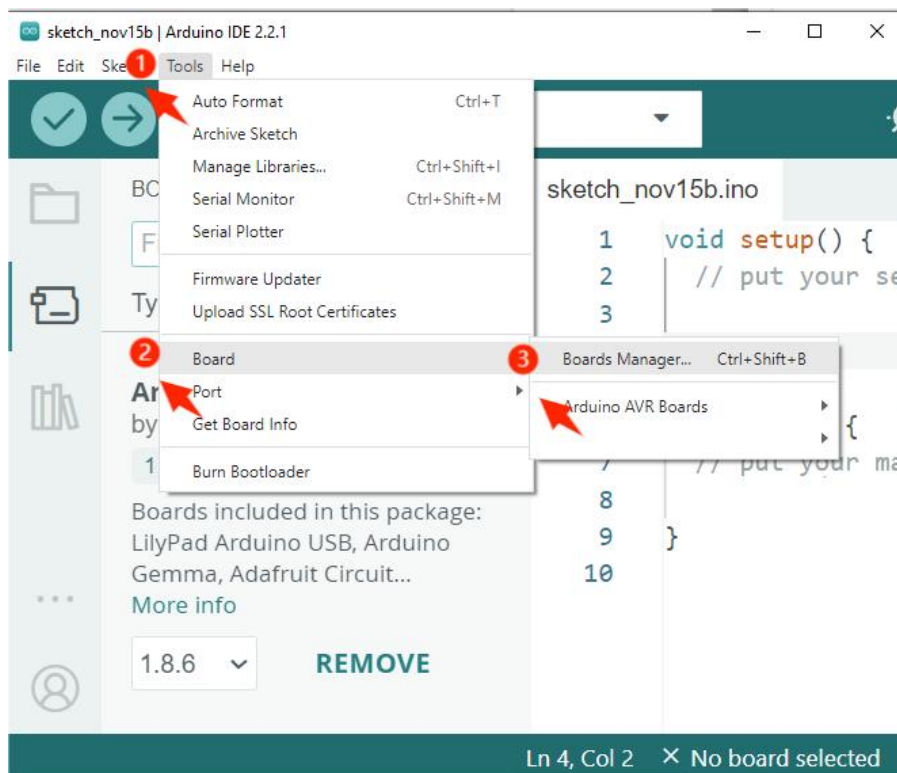 sketch_nov15b | Arduino IDE 2.2.1
File Edit Ske 1 Tools Help
Auto Format Ctrl+T
Archive Sketch
Manage Libraries... Ctrl+Shift+I
Serial Monitor Ctrl+Shift+M
Serial Plotter
Firmware Updater
Upload SSL Root Certificates
2 Board
Port
Get Board Info
Burn Bootloader
3 Boards Manager... Ctrl+Shift+B
Arduino AVR Boards
BO
F
Ty
Ar
by
1
Boards included in this package:
LilyPad Arduino USB, Arduino
Gemma, Adafruit Circuit...
More info
1.8.6 REMOVE
sketch_nov15b.ino
1 void setup() {
2 // put your se
3
{
7 // put your ma
8
9 }
10
Ln 4, Col 2 × No board selected